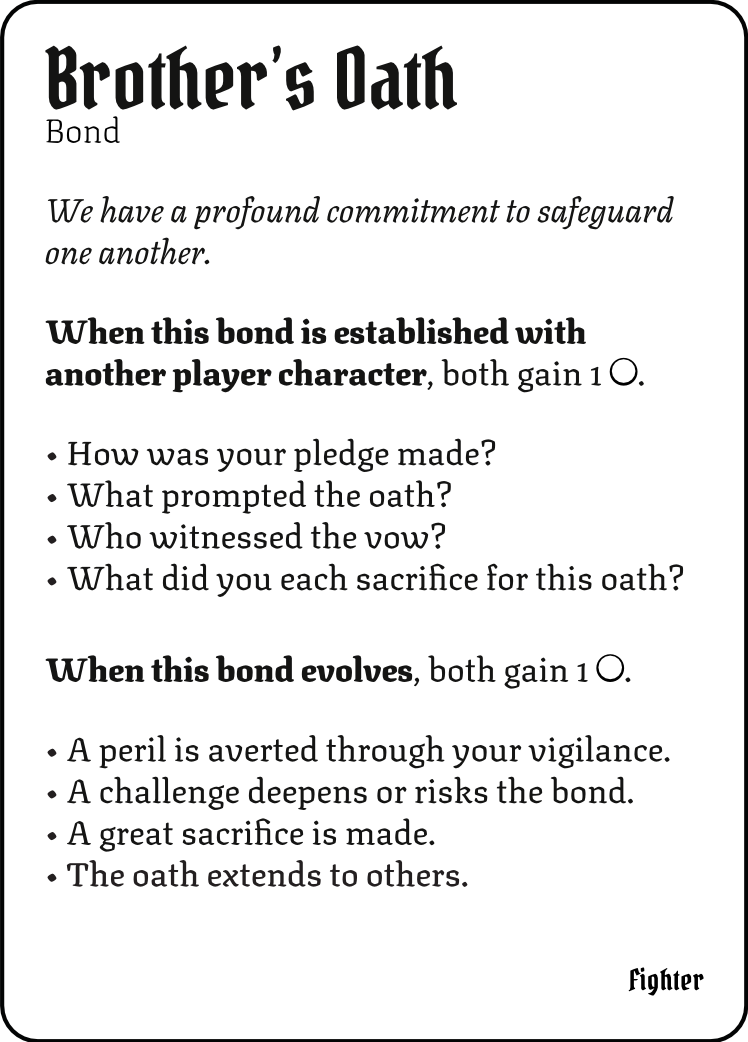 Brother's Oath
Bond
We have a profound commitment to safeguard
one another.
When this bond is established with
another player character, both gain 1 ○.
• How was your pledge made?
• What prompted the oath?
• Who witnessed the vow?
• What did you each sacrifice for this oath?
When this bond evolves, both gain 1 ○.
• A peril is averted through your vigilance.
• A challenge deepens or risks the bond.
• A great sacrifice is made.
• The oath extends to others.
Fighter